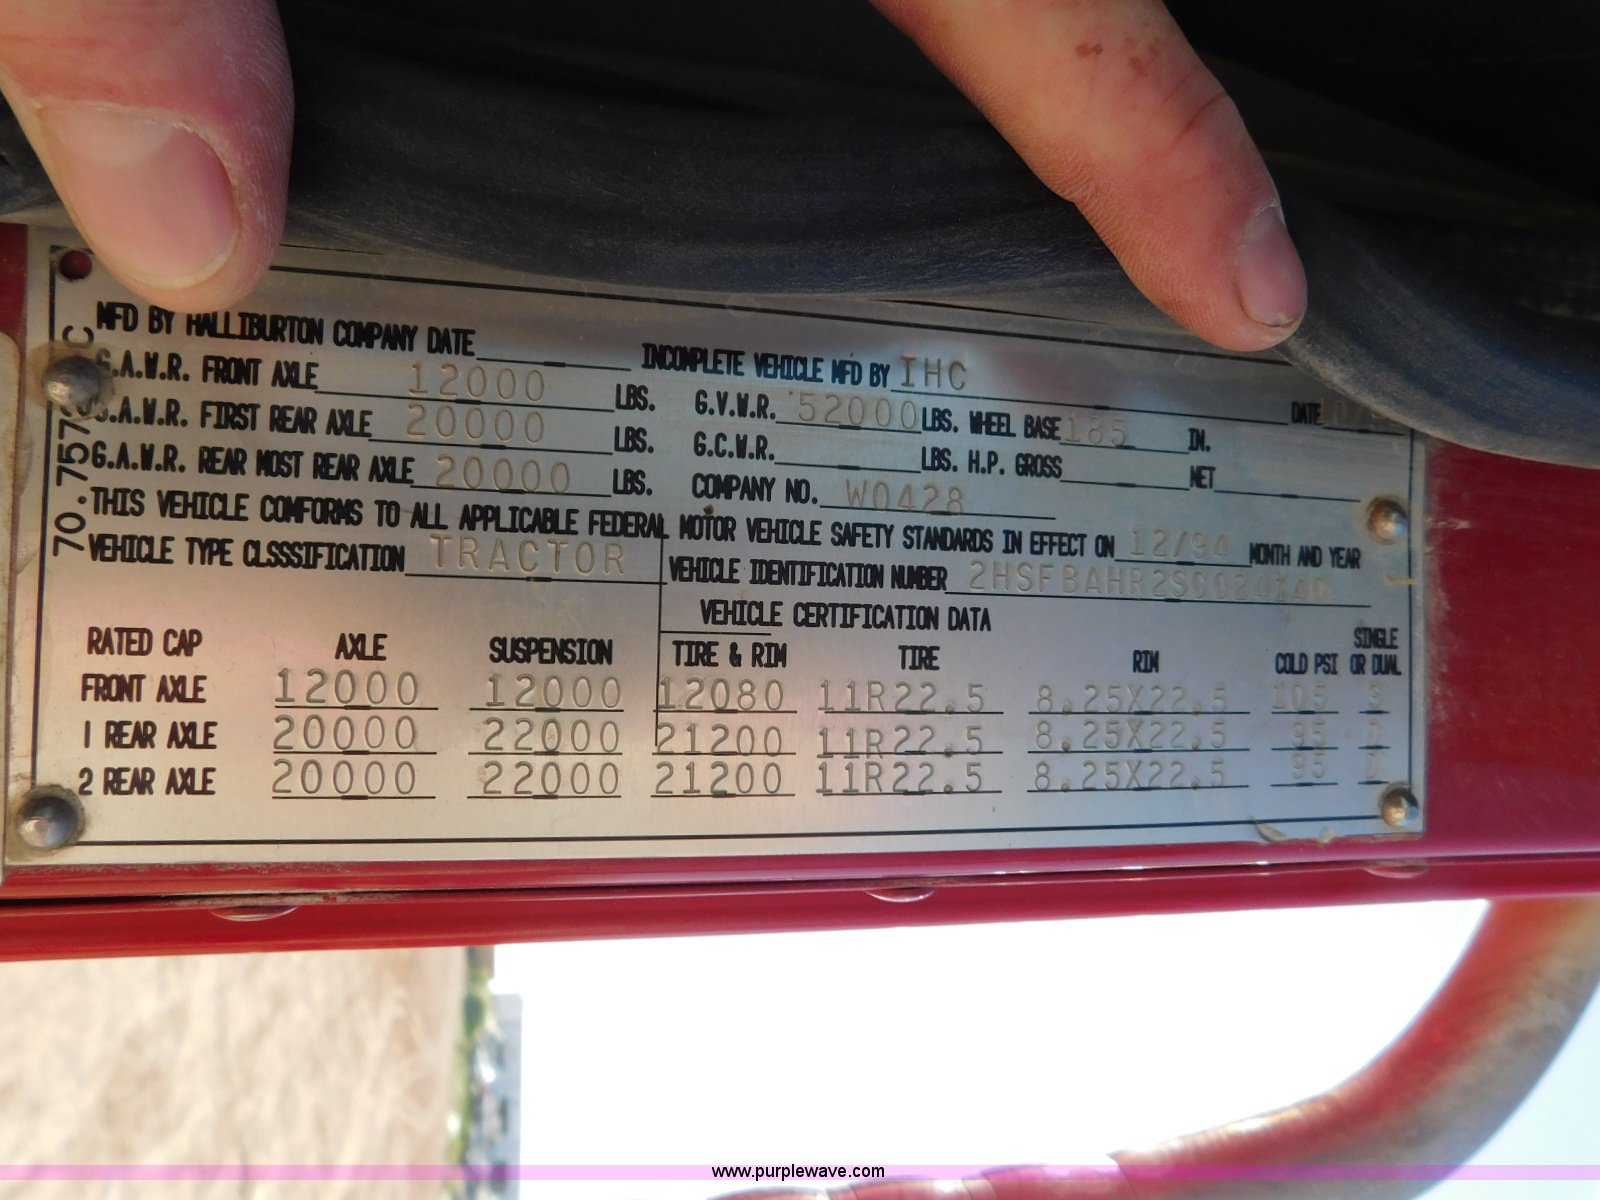 MFD BY HALLIBURTON COMPANY DATE INCOMPLETE VEHICLE MFD BY IHC DATE
G.A.W.R. FRONT AXLE 12000 LBS. G.V.W.R. 52000 LBS. WHEEL BASE 185 IN.
G.A.W.R. FIRST REAR AXLE 20000 LBS. G.C.W.R. LBS. H.P. GROSS NET
G.A.W.R. REAR MOST REAR AXLE 20000 LBS. COMPANY NO. W0428
THIS VEHICLE COMFORMS TO ALL APPLICABLE FEDERAL MOTOR VEHICLE SAFETY STANDARDS IN EFFECT ON 12/94 MONTH AND YEAR
VEHICLE TYPE CLSSSIFICATION TRACTOR VEHICLE IDENTIFICATION NUMBER
VEHICLE CERTIFICATION DATA
RATED CAP AXLE SUSPENSION TIRE & RIM TIRE RIM COLD PSI SINGLE OR DUAL
FRONT AXLE 12000 12000 12080 11R22.5 8.25X22.5 105 S
1 REAR AXLE 20000 22000 21200 11R22.5 8.25X22.5 95 D
2 REAR AXLE 20000 22000 21200 11R22.5 8.25X22.5 95 D
www.purplewave.com